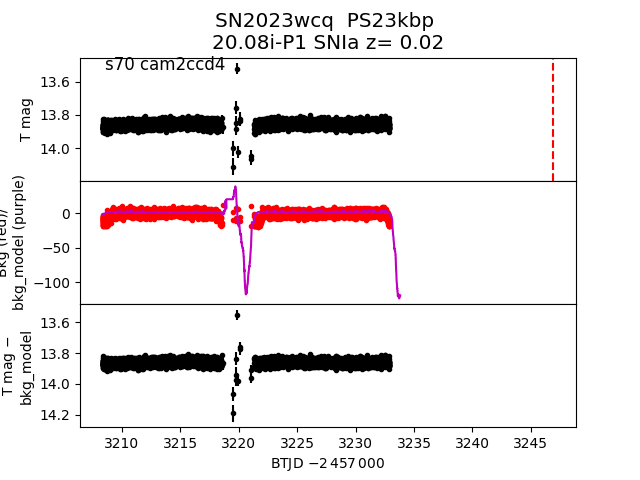 SN2023wcq PS23kbp
20.08i-P1 SNIa z= 0.02
s70 cam2ccd4
T mag
13.6
13.8
14.0
Bkg (red)/
bkg_model (purple)
0
−50
−100
T mag −
bkg_model
13.6
13.8
14.0
14.2
3210 3215 3220 3225 3230 3235 3240 3245
BTJD −2 457 000